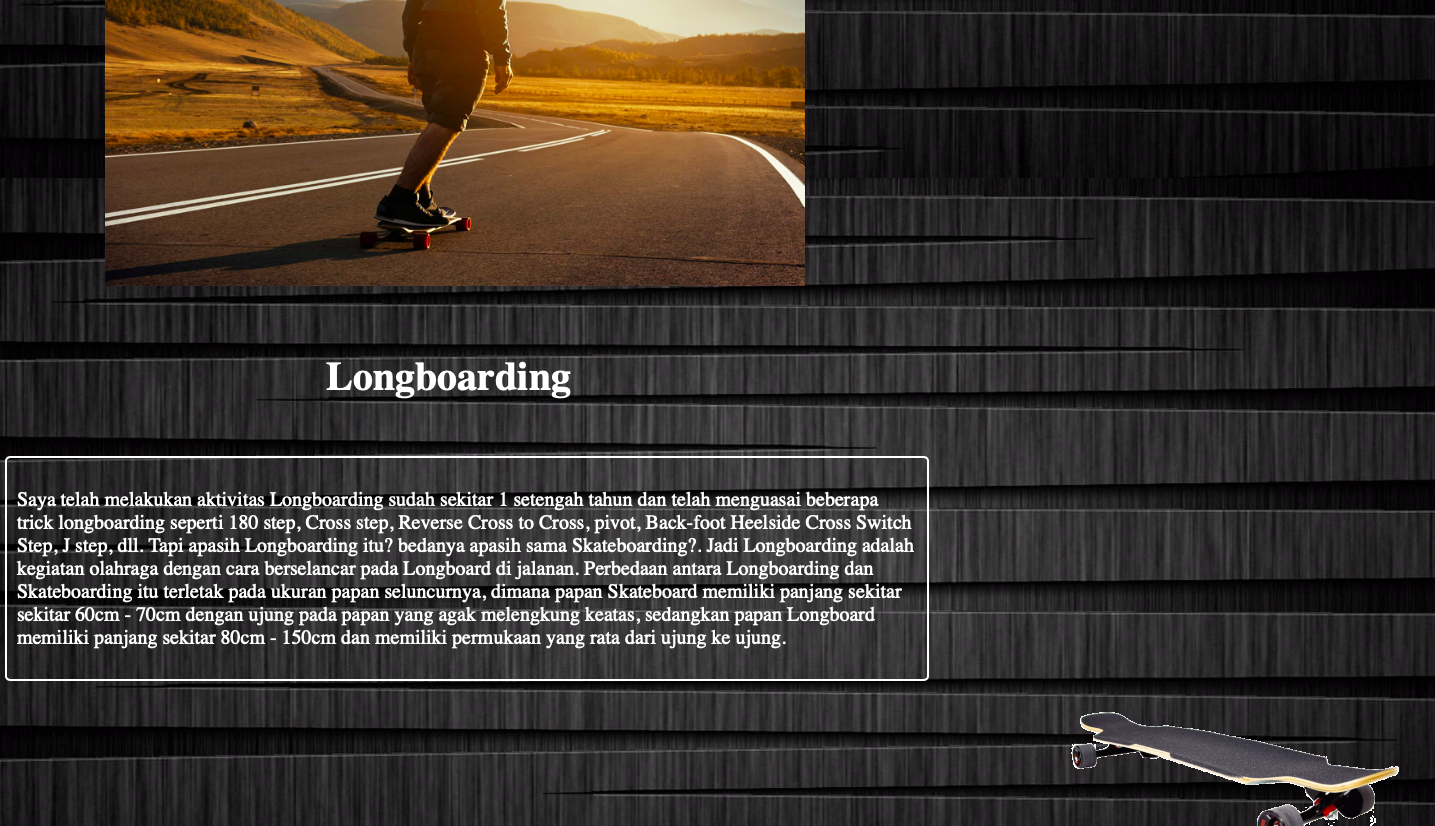 Longboarding
Saya telah melakukan aktivitas Longboarding sudah sekitar 1 setengah tahun dan telah menguasai beberapa
trick longboarding seperti 180 step, Cross step, Reverse Cross to Cross, pivot, Back-foot Heelside Cross Switch
Step, J step, dll. Tapi apasih Longboarding itu? bedanya apasih sama Skateboarding?. Jadi Longboarding adalah
kegiatan olahraga dengan cara berselancar pada Longboard di jalanan. Perbedaan antara Longboarding dan
Skateboarding itu terletak pada ukuran papan seluncurnya, dimana papan Skateboard memiliki panjang sekitar
sekitar 60cm - 70cm dengan ujung pada papan yang agak melengkung keatas, sedangkan papan Longboard
memiliki panjang sekitar 80cm - 150cm dan memiliki permukaan yang rata dari ujung ke ujung.